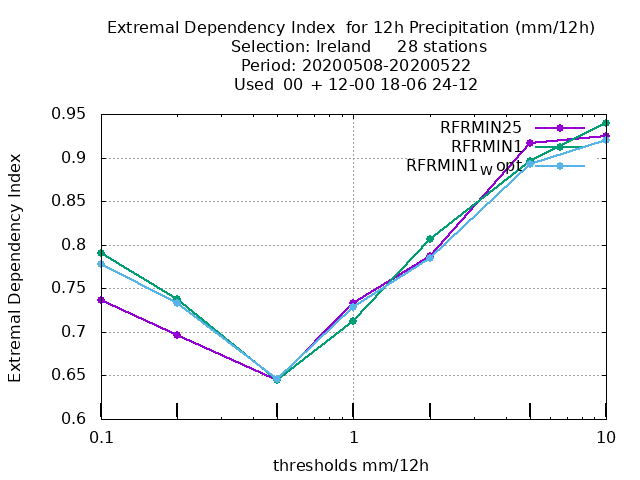 Extremal Dependency Index  for 12h Precipitation (mm/12h)
Selection: Ireland     28 stations
Period: 20200508-20200522
Used 00 + 12-00 18-06 24-12
RFRMIN25
RFRMIN1
RFRMIN1W opt
Extremal Dependency Index
0.95
0.9
0.85
0.8
0.75
0.7
0.65
0.6
0.1 1 10
thresholds mm/12h